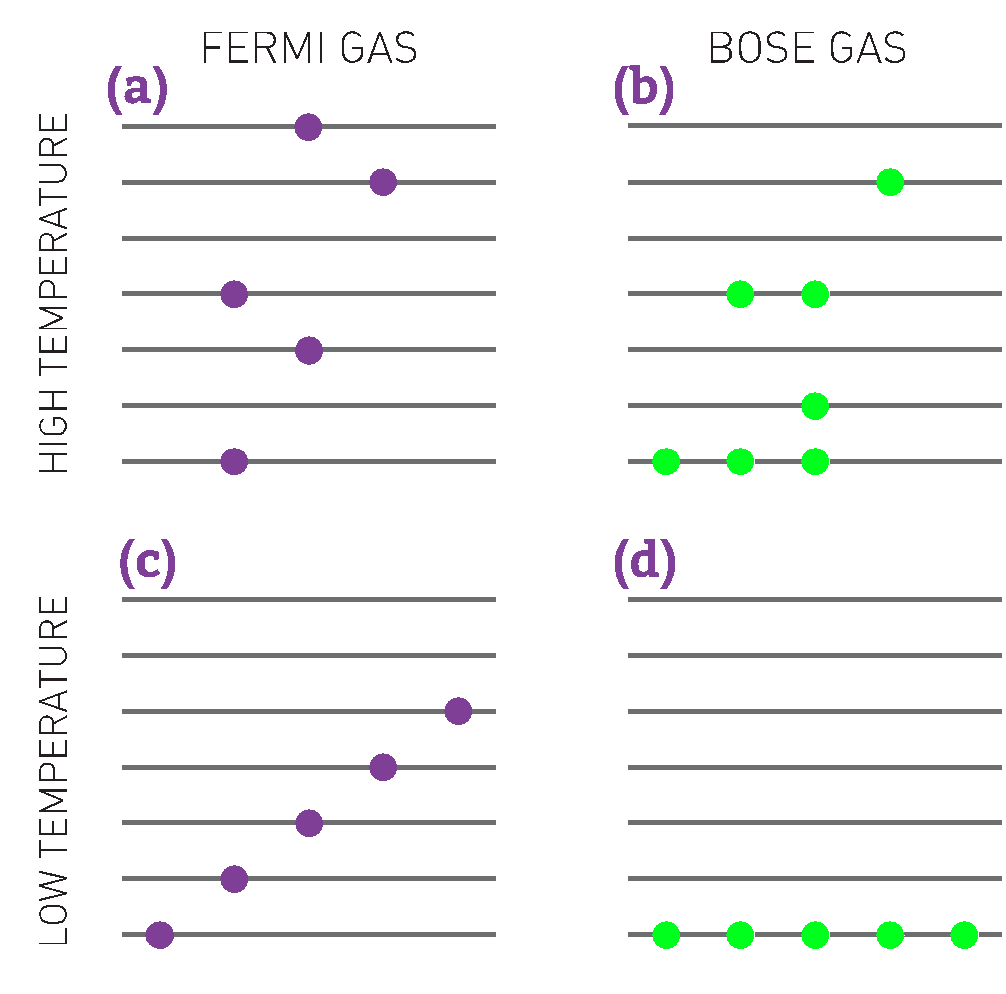 FERMI GAS
BOSE GAS
(a)
(b)
HIGH TEMPERATURE
(c)
(d)
LOW TEMPERATURE